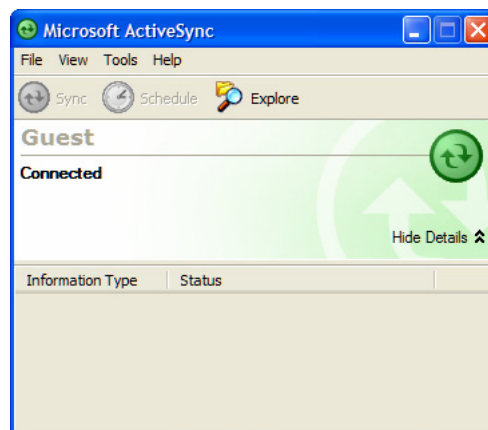 Microsoft ActiveSync
File View Tools Help
Sync Schedule Explore
Guest
Connected
Hide Details
Information Type Status